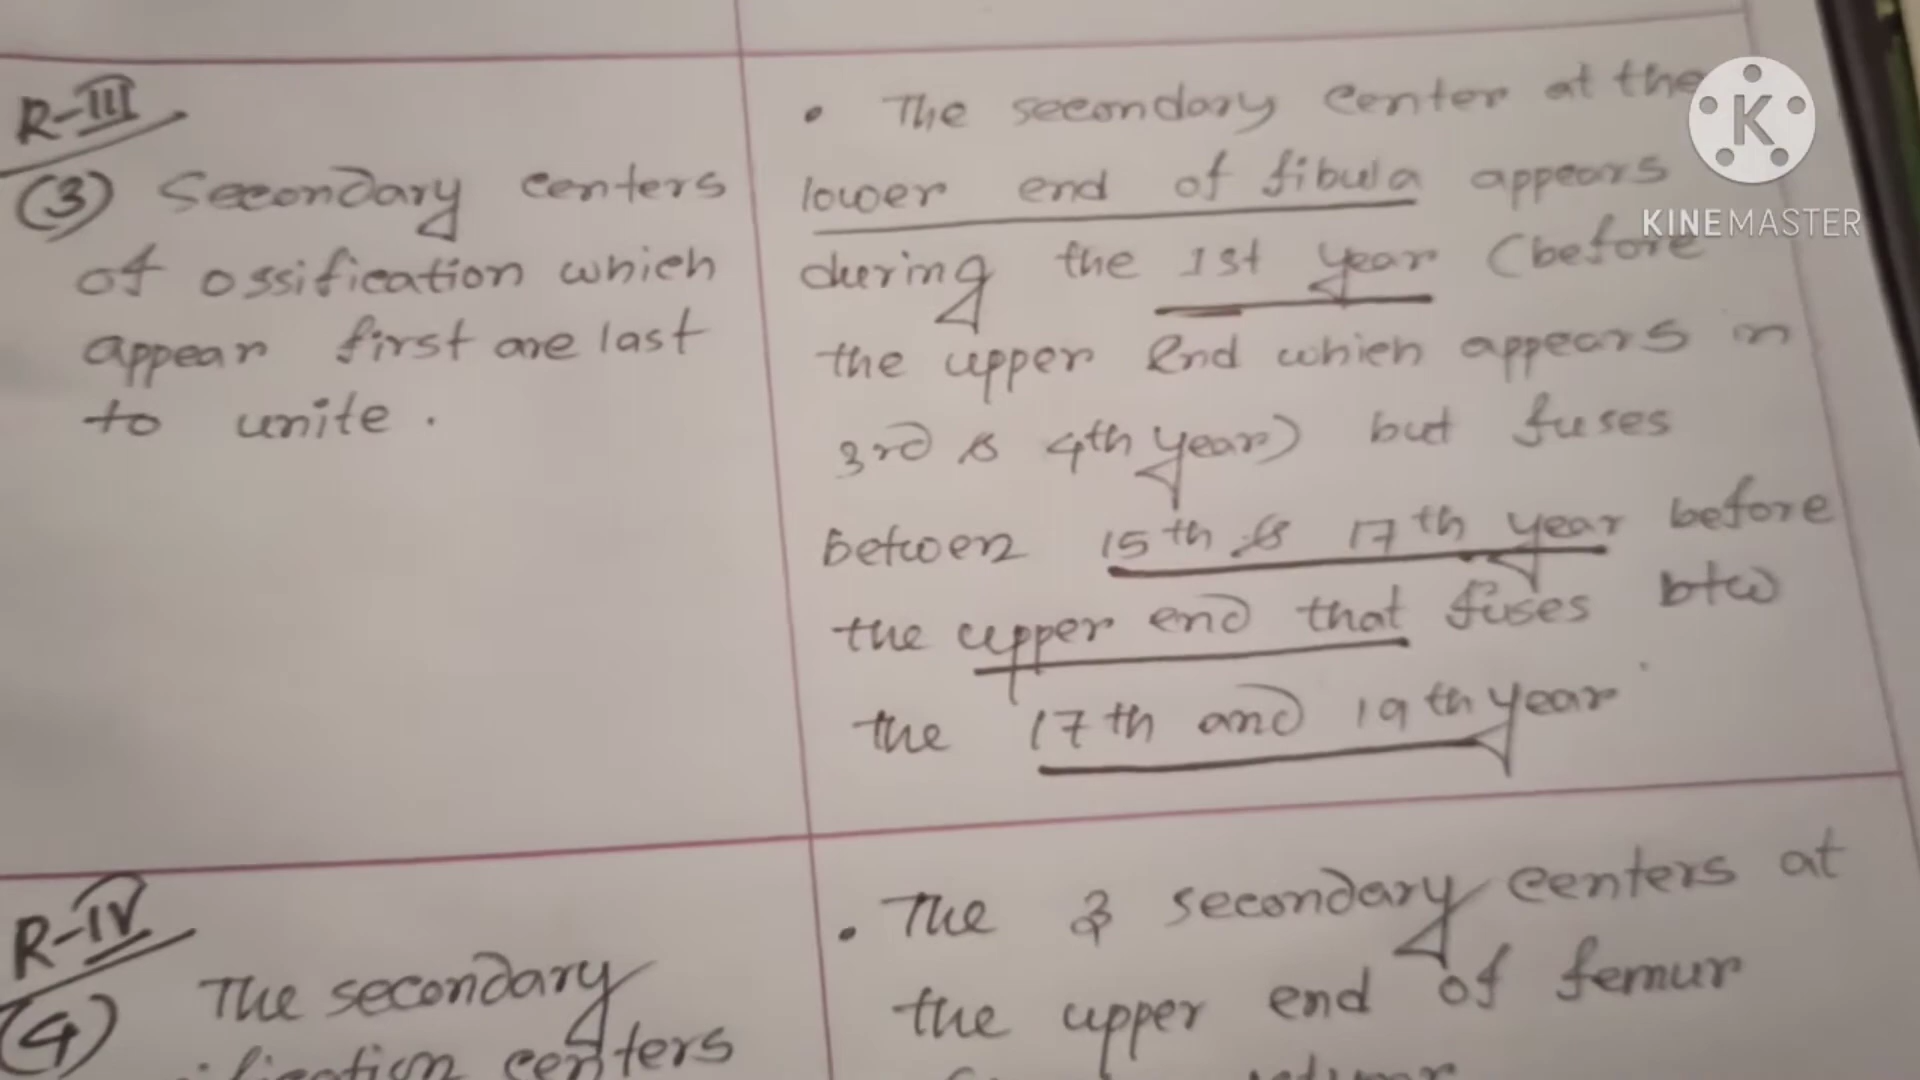 R-III
(3) Secondary centers
of ossification which
appear first are last
to unite.
• The secondary center at the
lower end of fibula appears
during the 1st year (before
the upper end which appears in
3rd & 4th year) but fuses
between 15th & 17th year before
the upper end that fuses btw
the 17th and 19th year
R-IV
(4) The secondary
centers
• The 3 secondary centers at
the upper end of femur
K
KINEMASTER